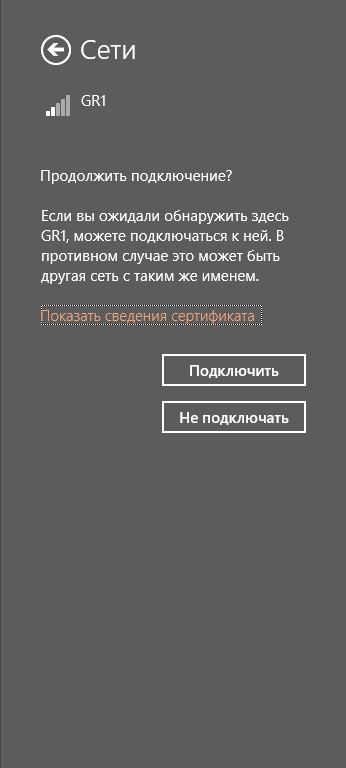 Сети
GR1
Продолжить подключение?
Если вы ожидали обнаружить здесь
GR1, можете подключаться к ней. В
противном случае это может быть
другая сеть с таким же именем.
Показать сведения сертификата
Подключить
Не подключать